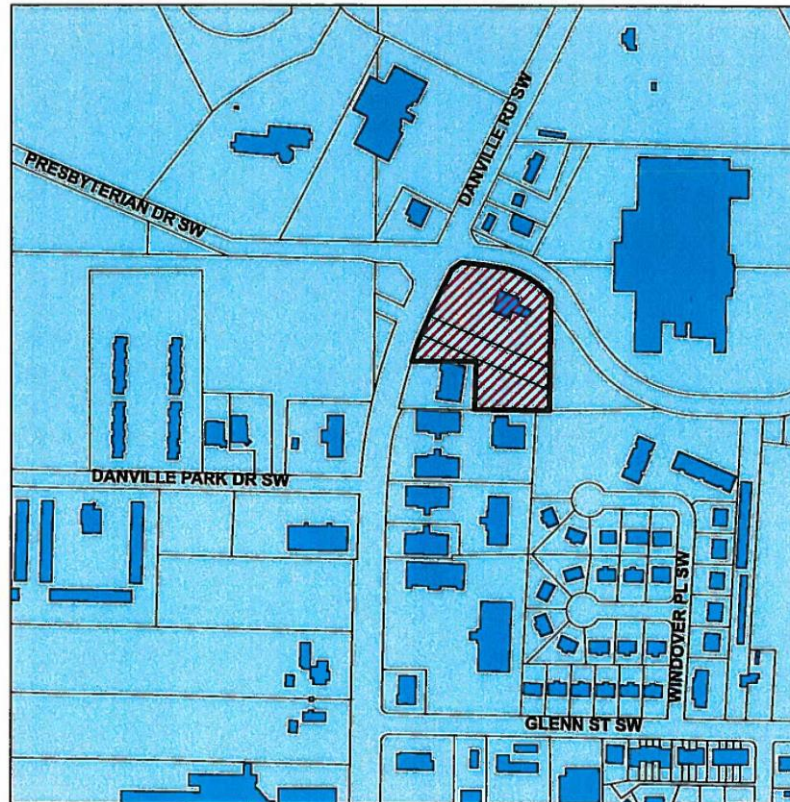 DANVILLE RD SW
PRESBYTERIAN DR SW
DANVILLE PARK DR SW
WINDOVER PL SW
GLENN ST SW